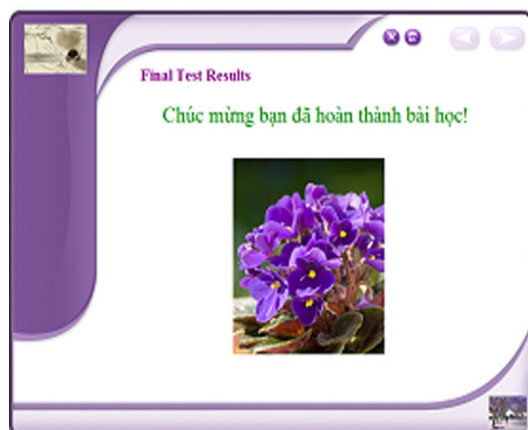 Final Test Results
Chúc mừng bạn đã hoàn thành bài học!